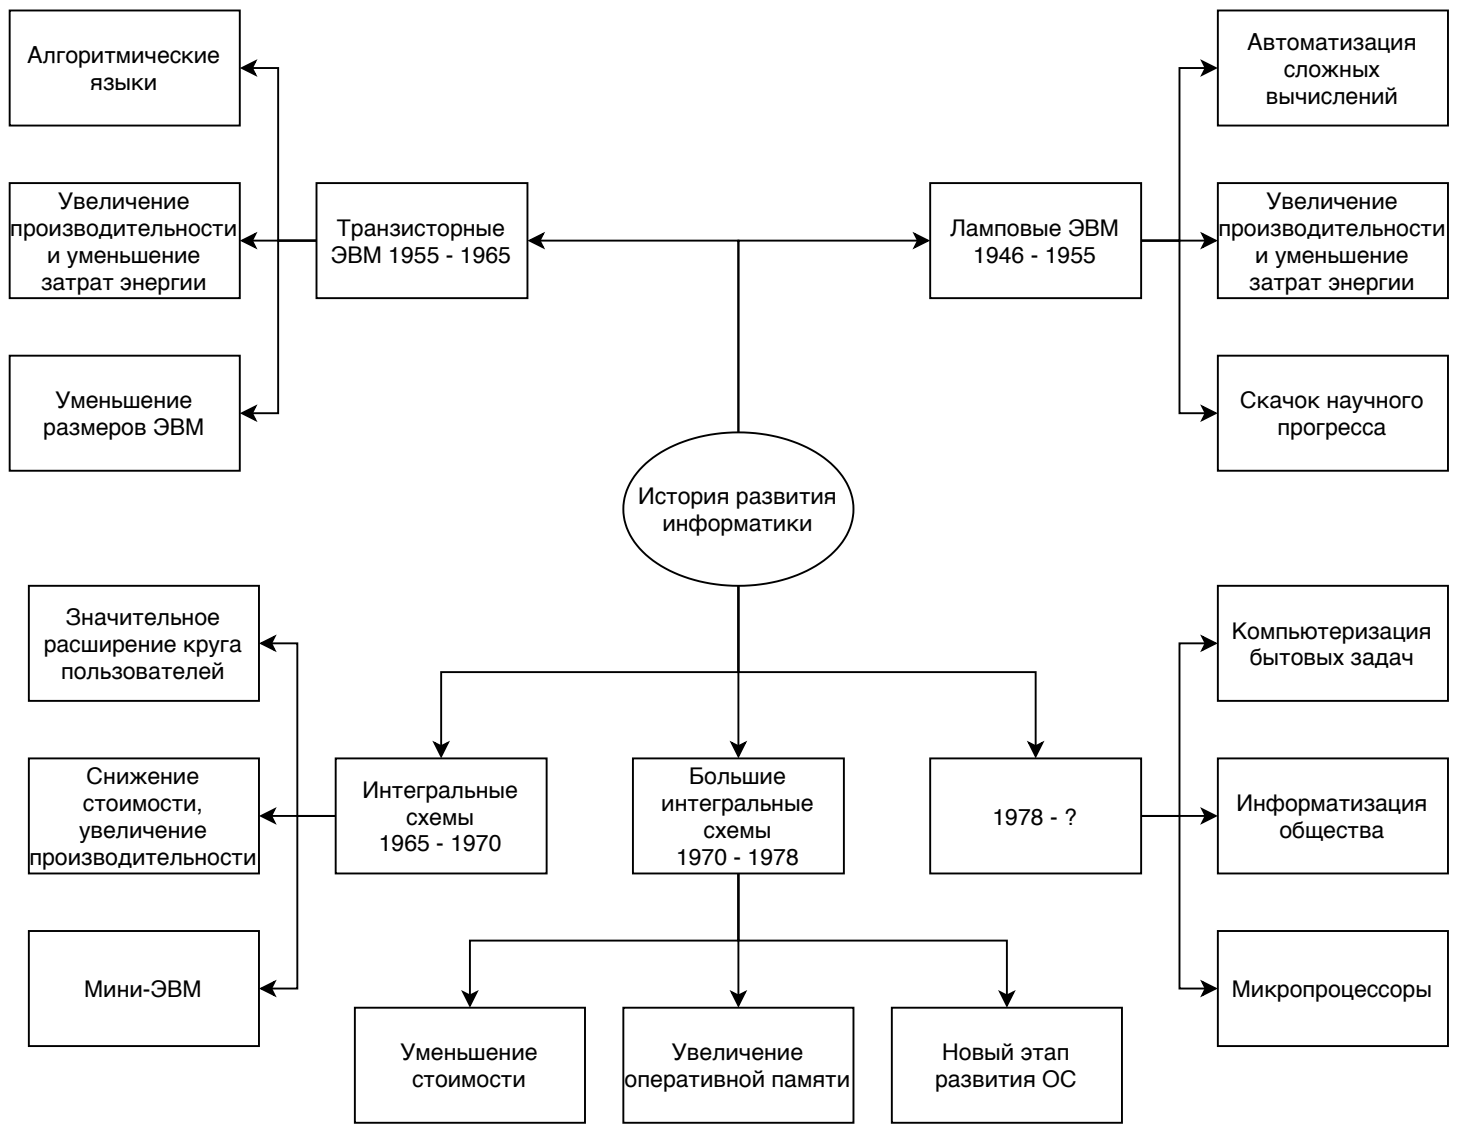 Алгоритмические
языки
Автоматизация
сложных
вычислений
Увеличение
производительности
и уменьшение
затрат энергии
Транзисторные
ЭВМ 1955 - 1965
Ламповые ЭВМ
1946 - 1955
Увеличение
производительности
и уменьшение
затрат энергии
Уменьшение
размеров ЭВМ
Скачок научного
прогресса
История развития
информатики
Значительное
расширение круга
пользователей
Компьютеризация
бытовых задач
Снижение
стоимости,
увеличение
производительности
Интегральные
схемы
1965 - 1970
Большие
интегральные
схемы
1970 - 1978
1978 - ?
Информатизация
общества
Мини-ЭВМ
Микропроцессоры
Уменьшение
стоимости
Увеличение
оперативной памяти
Новый этап
развития ОС